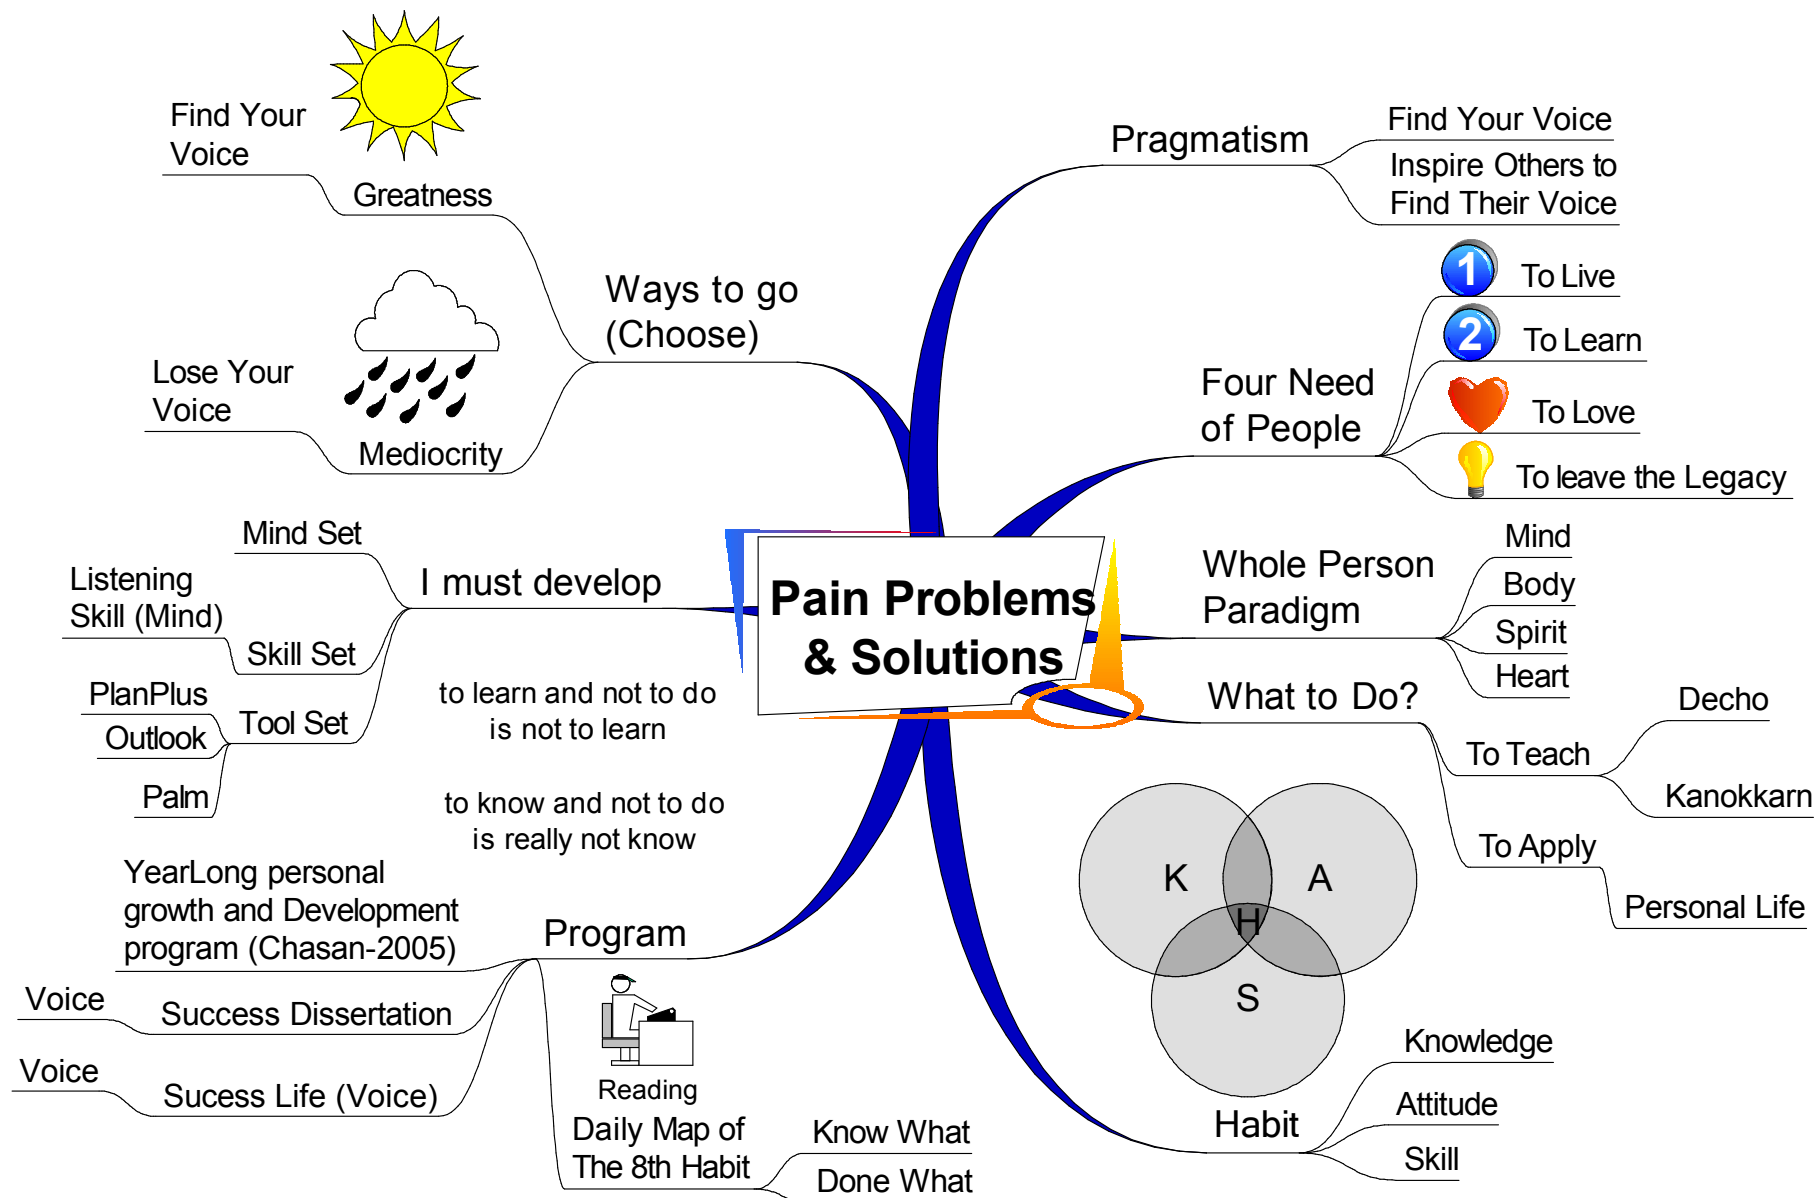 Pain Problems
& Solutions
Pragmatism
Find Your Voice
Inspire Others to
Find Their Voice
Four Need
of People
1
To Live
2
To Learn
To Love
To leave the Legacy
Whole Person
Paradigm
Mind
Body
Spirit
Heart
What to Do?
To Teach
Decho
Kanokkarn
To Apply
Personal Life
K
A
H
S
Habit
Knowledge
Attitude
Skill
Ways to go
(Choose)
Greatness
Find Your
Voice
Mediocrity
Lose Your
Voice
I must develop
Mind Set
Skill Set
Listening
Skill (Mind)
Tool Set
PlanPlus
Outlook
Palm
to learn and not to do
is not to learn
to know and not to do
is really not know
Program
YearLong personal
growth and Development
program (Chasan-2005)
Success Dissertation
Voice
Sucess Life (Voice)
Voice
Reading
Daily Map of
The 8th Habit
Know What
Done What